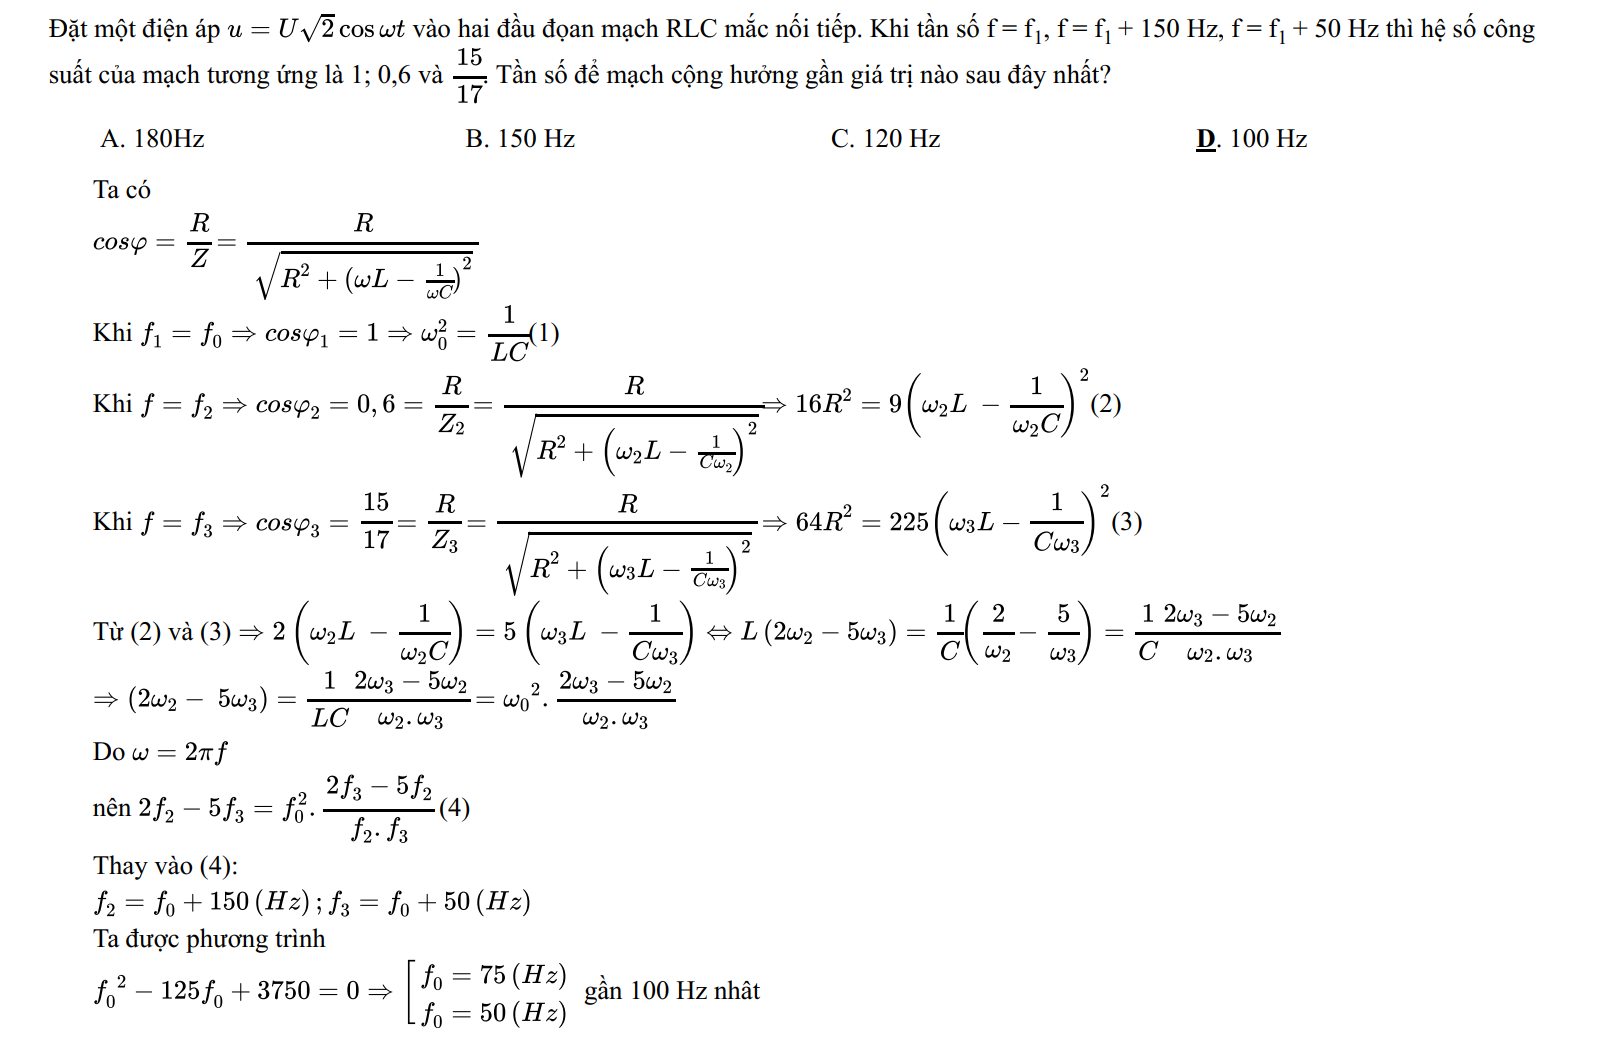 Đặt một điện áp u = U√2 cos ωt vào hai đầu đọan mạch RLC mắc nối tiếp. Khi tần số f = f₁, f = f₁ + 150 Hz, f = f₁ + 50 Hz thì hệ số công
suất của mạch tương ứng là 1; 0,6 và 15/17. Tần số để mạch cộng hưởng gần giá trị nào sau đây nhất?
A. 180Hz B. 150 Hz C. 120 Hz D. 100 Hz
Ta có
cosφ = R/Z = R/√(R² + (ωL − 1/(ωC))²)
Khi f₁ = f₀ ⇒ cosφ₁ = 1 ⇒ ω₀² = 1/(LC) (1)
Khi f = f₂ ⇒ cosφ₂ = 0, 6 = R/Z₂ = R/√(R² + (ω₂L − 1/(Cω₂))²) ⇒ 16R² = 9(ω₂L − 1/(ω₂C))² (2)
Khi f = f₃ ⇒ cosφ₃ = 15/17 = R/Z₃ = R/√(R² + (ω₃L − 1/(Cω₃))²) ⇒ 64R² = 225(ω₃L − 1/(Cω₃))² (3)
Từ (2) và (3) ⇒ 2(ω₂L − 1/(ω₂C)) = 5(ω₃L − 1/(Cω₃)) ⇔ L(2ω₂ − 5ω₃) = 1/C (2/ω₂ − 5/ω₃) = 1/C (2ω₃ − 5ω₂)/(ω₂.ω₃)
⇒ (2ω₂ − 5ω₃) = 1/(LC) (2ω₃ − 5ω₂)/(ω₂.ω₃) = ω₀². (2ω₃ − 5ω₂)/(ω₂.ω₃)
Do ω = 2πf
nên 2f₂ − 5f₃ = f₀². (2f₃ − 5f₂)/(f₂.f₃) (4)
Thay vào (4):
f₂ = f₀ + 150 (Hz) ; f₃ = f₀ + 50 (Hz)
Ta được phương trình
f₀² − 125f₀ + 3750 = 0 ⇒ [ f₀ = 75 (Hz)
f₀ = 50 (Hz) gần 100 Hz nhât